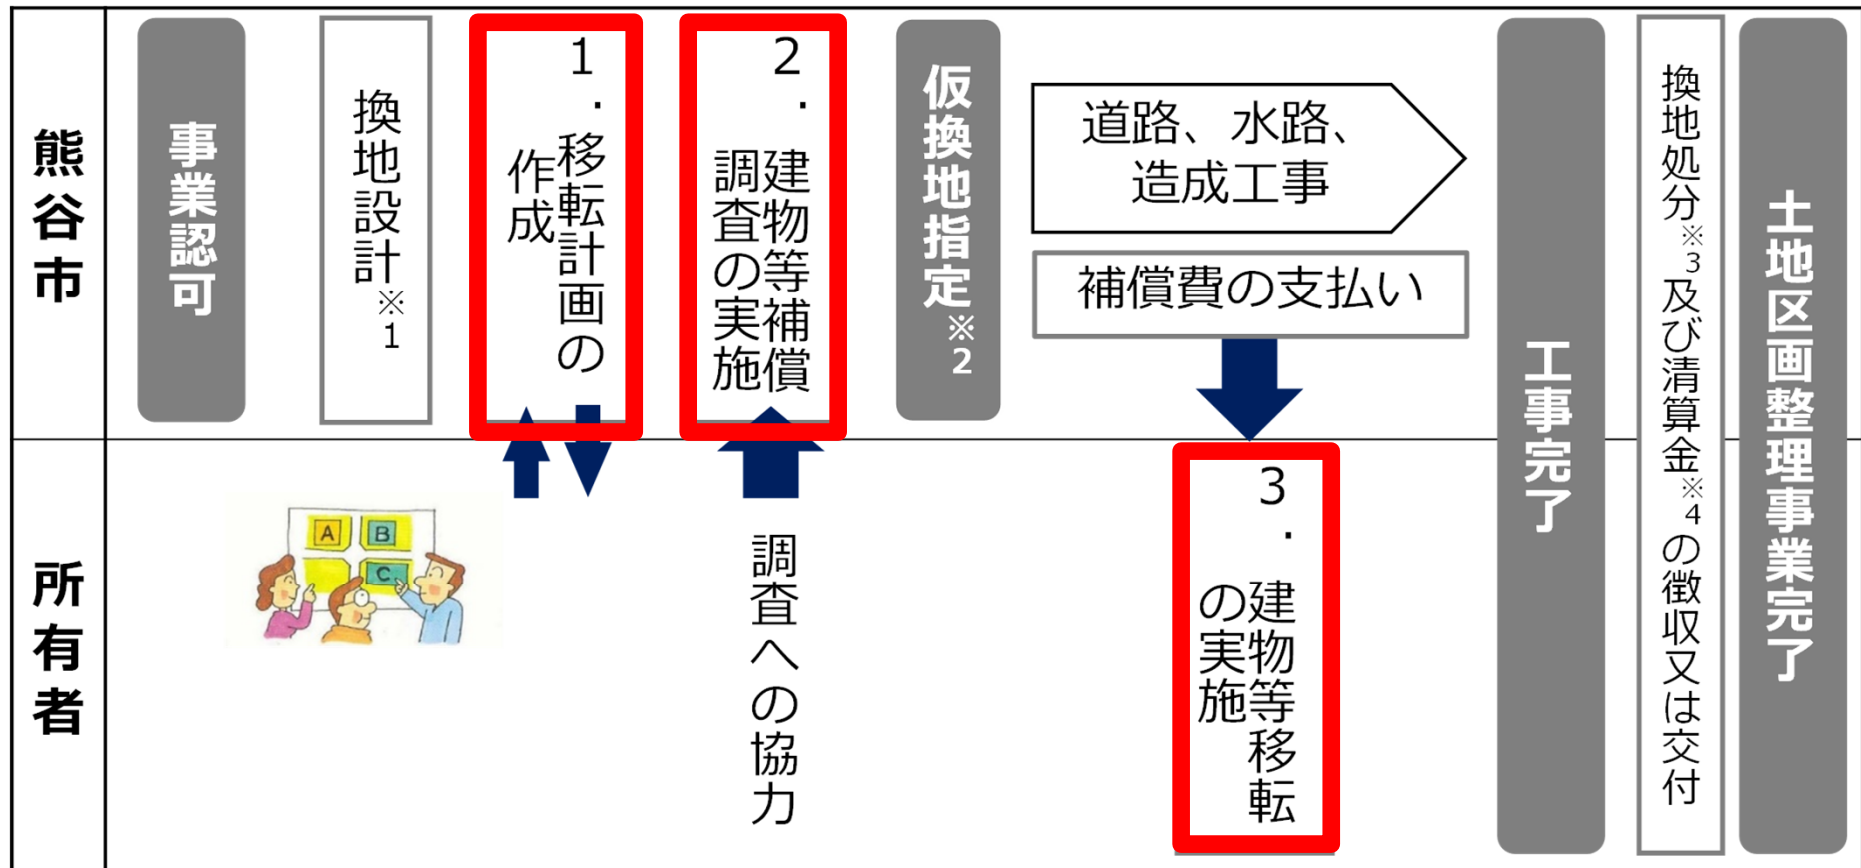 熊谷市
事業認可
換地設計※1
1．移転計画の
作成
2．建物等補償
調査の実施
仮換地指定※2
道路、水路、
造成工事
補償費の支払い
工事完了
換地処分※3及び清算金※4の徴収又は交付
土地区画整理事業完了
所有者
A
B
C
調査への協力
3．建物等移転
の実施